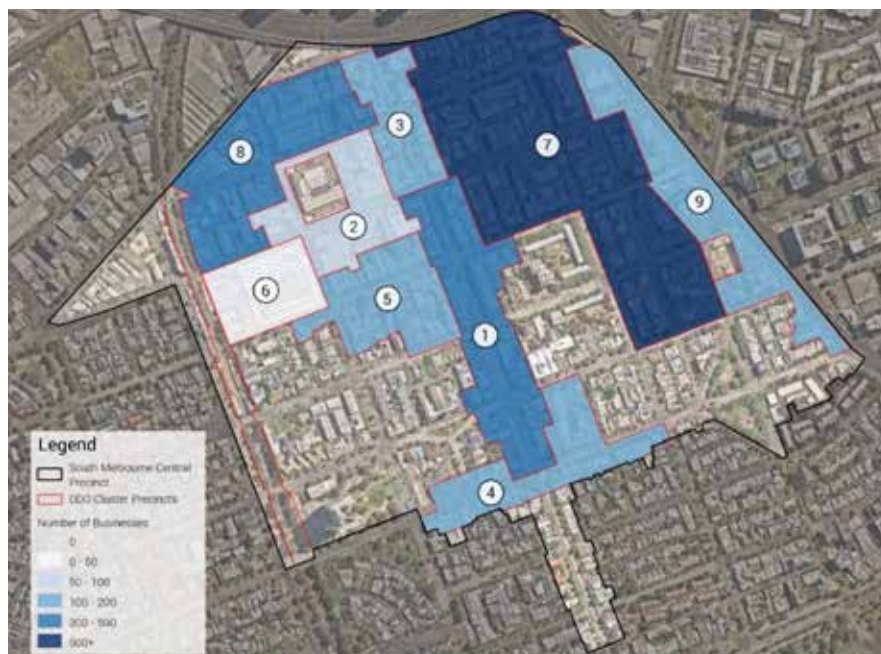 8
3
7
2
9
6
5
1
4
Legend
South Melbourne Central
Precinct
DDO Cluster Precincts
Number of Businesses
0
0 - 50
50 - 100
100 - 200
200 - 500
500+